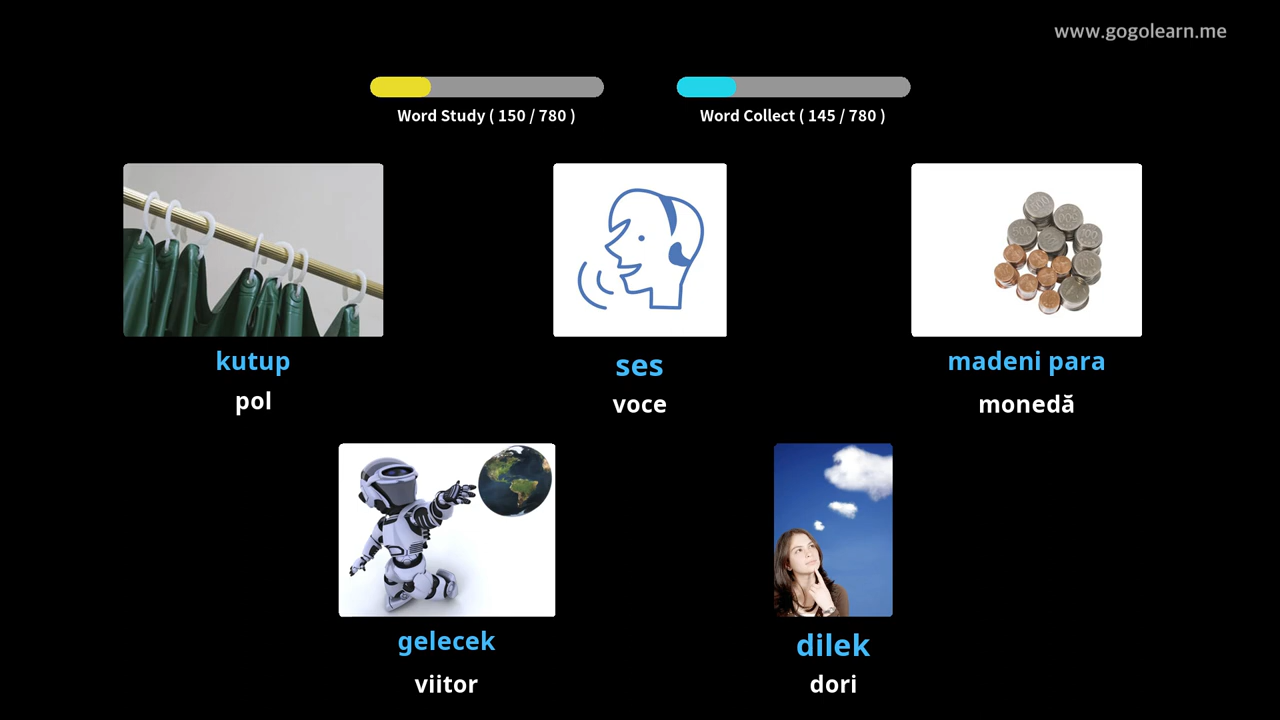 www.gogolearn.me
Word Study ( 150 / 780 )
Word Collect ( 145 / 780 )
kutup
pol
ses
voce
madeni para
monedă
gelecek
viitor
dilek
dori